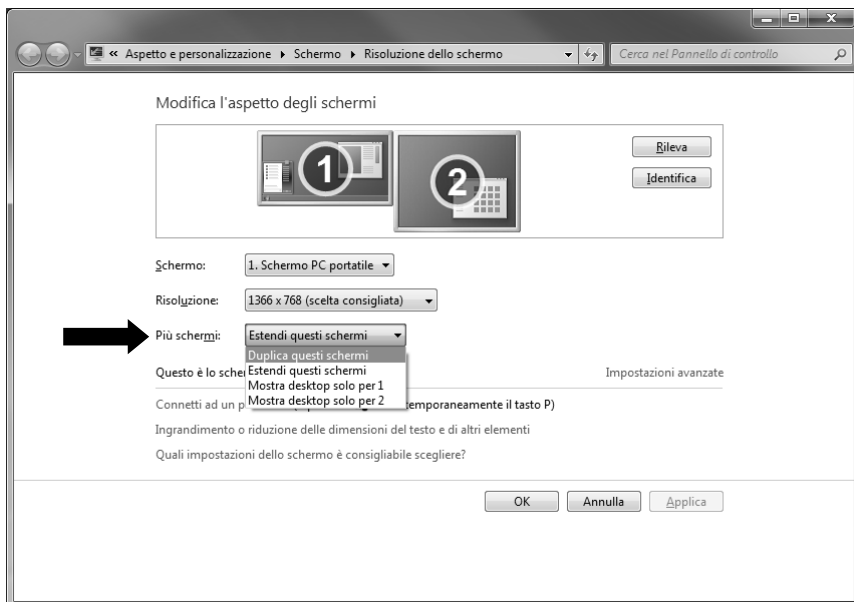 « Aspetto e personalizzazione ▸ Schermo ▸ Risoluzione dello schermo
Cerca nel Pannello di controllo
Modifica l'aspetto degli schermi
1
2
Rileva
Identifica
Schermo:
1. Schermo PC portatile
Risoluzione:
1366 x 768 (scelta consigliata)
Più schermi:
Estendi questi schermi
Duplica questi schermi
Estendi questi schermi
Mostra desktop solo per 1
Mostra desktop solo per 2
Questo è lo
Impostazioni avanzate
Connetti ad un temporaneamente il tasto P)
Ingrandimento o riduzione delle dimensioni del testo e di altri elementi
Quali impostazioni dello schermo è consigliabile scegliere?
OK
Annulla
Applica